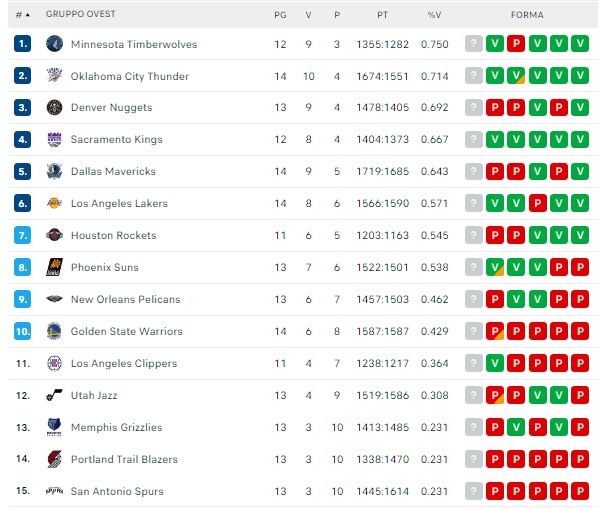 # GRUPPO OVEST PG V P PT %V FORMA
1. Minnesota Timberwolves 12 9 3 1355:1282 0.750 ? V P V V V
2. Oklahoma City Thunder 14 10 4 1674:1551 0.714 ? V V V V V
3. Denver Nuggets 13 9 4 1478:1405 0.692 ? P P V P V
4. Sacramento Kings 12 8 4 1404:1373 0.667 ? V V V V V
5. Dallas Mavericks 14 9 5 1719:1685 0.643 ? P P V P V
6. Los Angeles Lakers 14 8 6 1566:1590 0.571 ? V V P V V
7. Houston Rockets 11 6 5 1203:1163 0.545 ? P P V V V
8. Phoenix Suns 13 7 6 1522:1501 0.538 ? V V V P P
9. New Orleans Pelicans 13 6 7 1457:1503 0.462 ? P V V P V
10. Golden State Warriors 14 6 8 1587:1587 0.429 ? P P P P P
11. Los Angeles Clippers 11 4 7 1238:1217 0.364 ? V P P P P
12. Utah Jazz 13 4 9 1519:1586 0.308 ? P P V V P
13. Memphis Grizzlies 13 3 10 1413:1485 0.231 ? P V P V P
14. Portland Trail Blazers 13 3 10 1338:1470 0.231 ? P P P P P
15. San Antonio Spurs 13 3 10 1445:1614 0.231 ? P P P P P